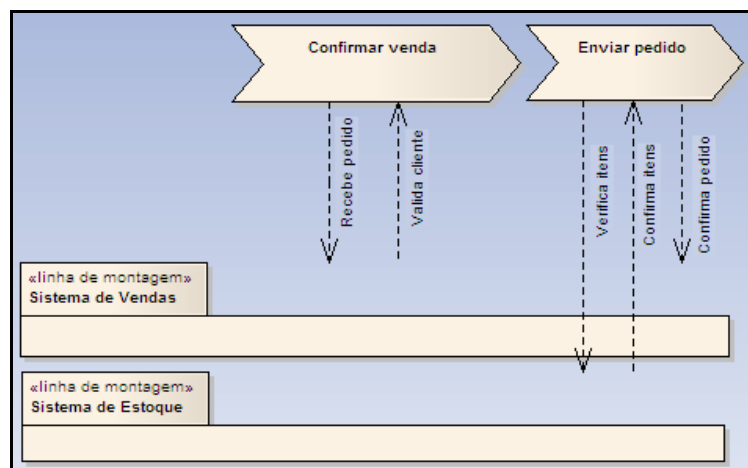 Confirmar venda
Enviar pedido
Recebe pedido
Valida cliente
Verifica itens
Confirma itens
Confirma pedido
«linha de montagem»
Sistema de Vendas
«linha de montagem»
Sistema de Estoque